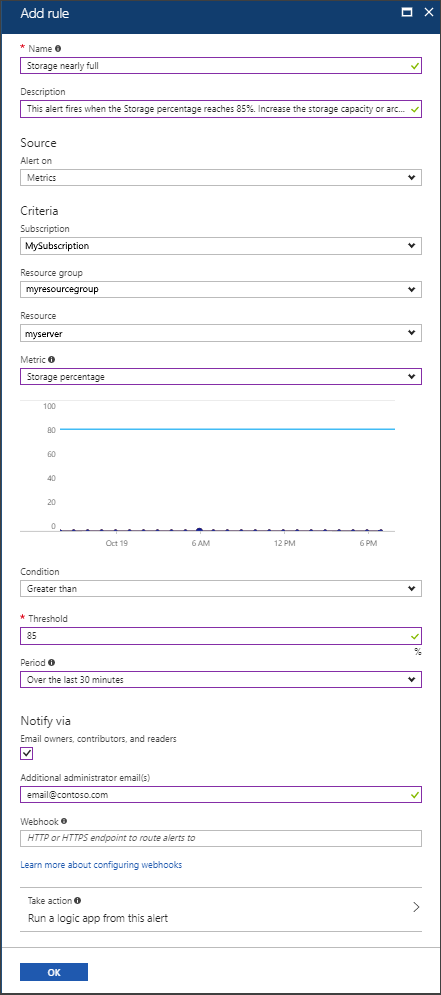 Add rule
* Name
Storage nearly full
Description
This alert fires when the Storage percentage reaches 85%. Increase the storage capacity or arc...
Source
Alert on
Metrics
Criteria
Subscription
MySubscription
Resource group
myresourcegroup
Resource
myserver
Metric
Storage percentage
100
80
60
40
20
0
Oct 19 6 AM 12 PM 6 PM
Condition
Greater than
* Threshold
85
%
Period
Over the last 30 minutes
Notify via
Email owners, contributors, and readers
Additional administrator email(s)
email@contoso.com
Webhook
HTTP or HTTPS endpoint to route alerts to
Learn more about configuring webhooks
Take action
Run a logic app from this alert
OK